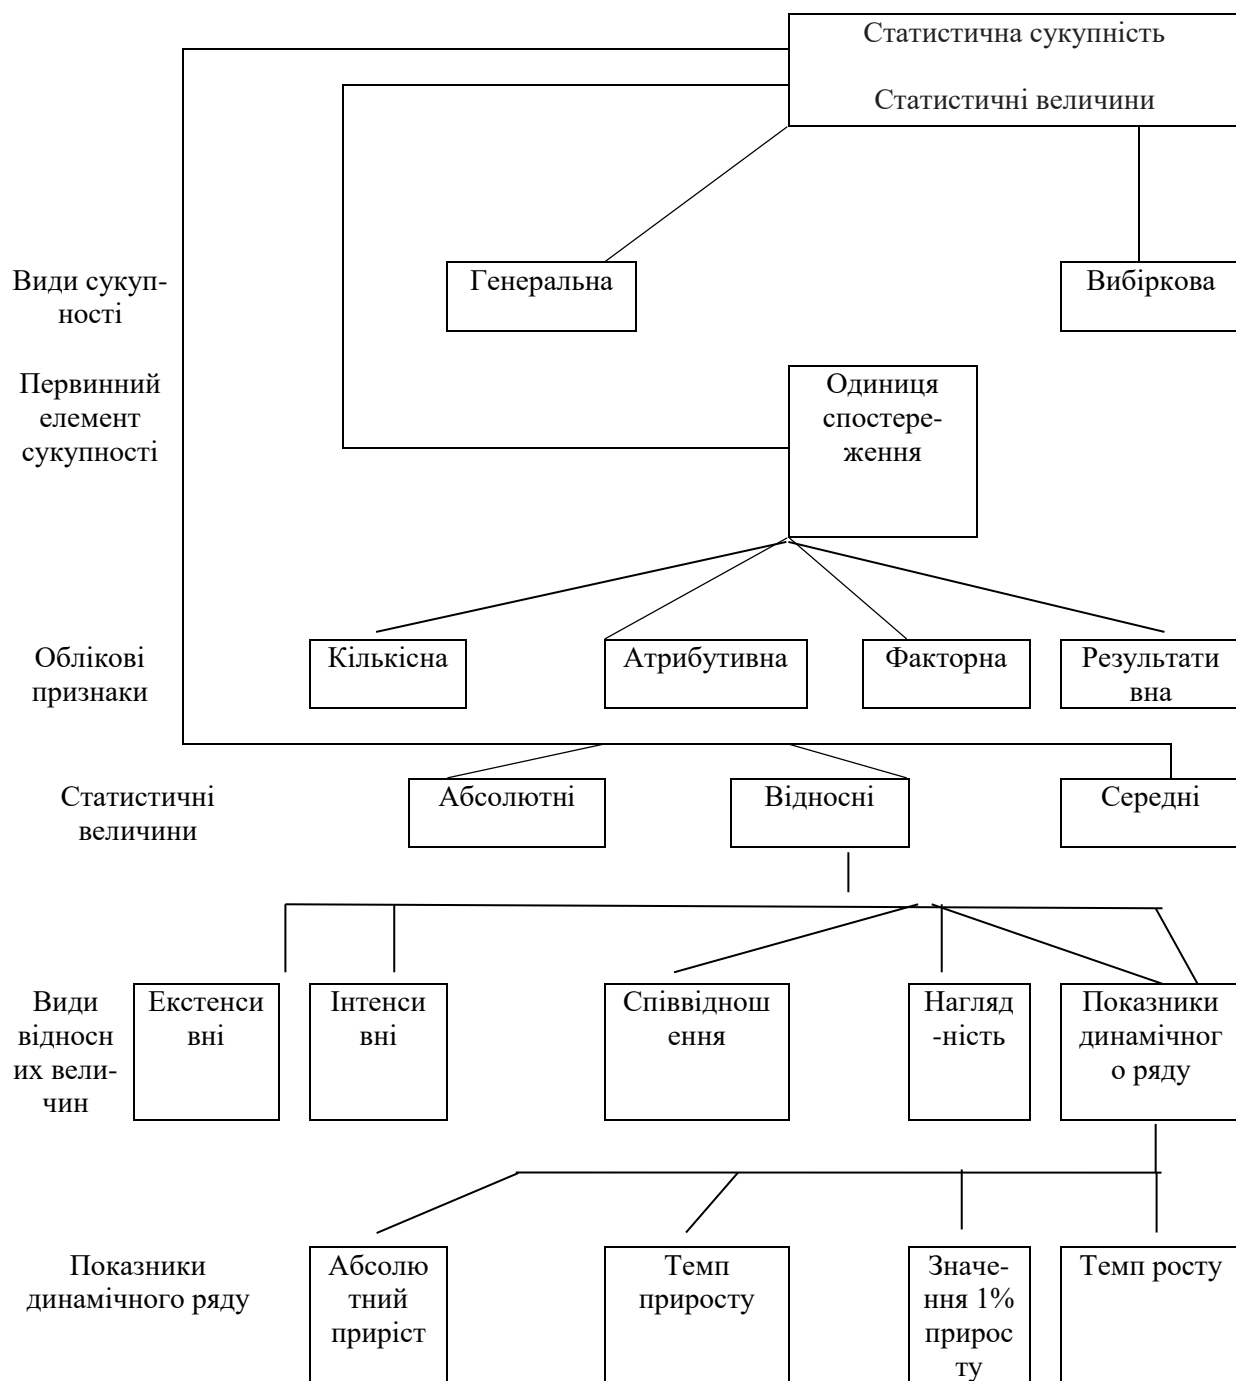 Статистична сукупність
Статистичні величини
Види сукуп-
ності
Генеральна
Вибіркова
Первинний
елемент
сукупності
Одиниця
спостере-
ження
Облікові
признаки
Кількісна
Атрибутивна
Факторна
Результати
вна
Статистичні
величини
Абсолютні
Відносні
Середні
Види
відносн
их вели-
чин
Екстенси
вні
Інтенси
вні
Співвіднош
ення
Нагляд
-ність
Показники
динамічног
о ряду
Показники
динамічного ряду
Абсолю
тний
приріст
Темп
приросту
Значе-
ння 1%
прирос
ту
Темп росту